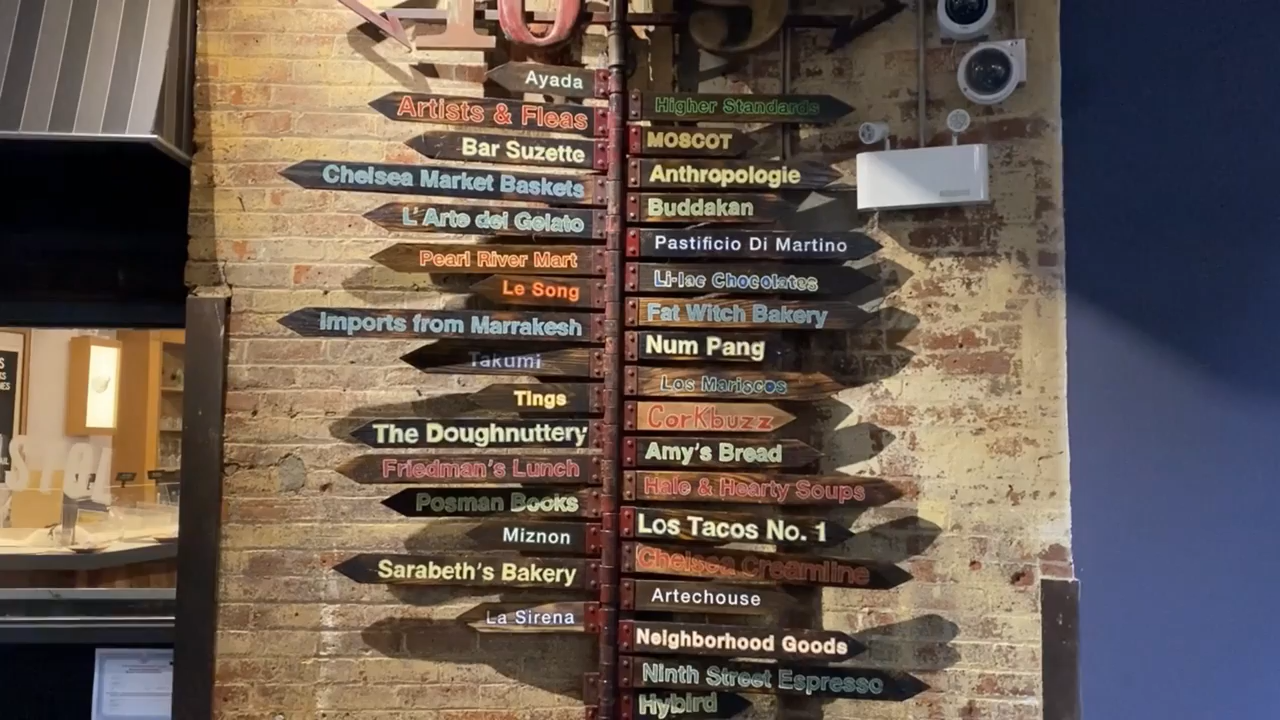 10
Ayada
Artists & Fleas
Bar Suzette
Chelsea Market Baskets
L'Arte del Gelato
Pearl River Mart
Le Song
Imports from Marrakesh
Takumi
Tings
The Doughnuttery
Friedman's Lunch
Posman Books
Miznon
Sarabeth's Bakery
La Sirena
Higher Standards
MOSCOT
Anthropologie
Buddakan
Pastificio Di Martino
Li-lac Chocolates
Fat Witch Bakery
Num Pang
Los Mariscos
CorKbuzz
Amy's Bread
Hale & Hearty Soups
Los Tacos No. 1
Chelsea Creamline
Artechouse
Neighborhood Goods
Ninth Street Espresso
Hybird